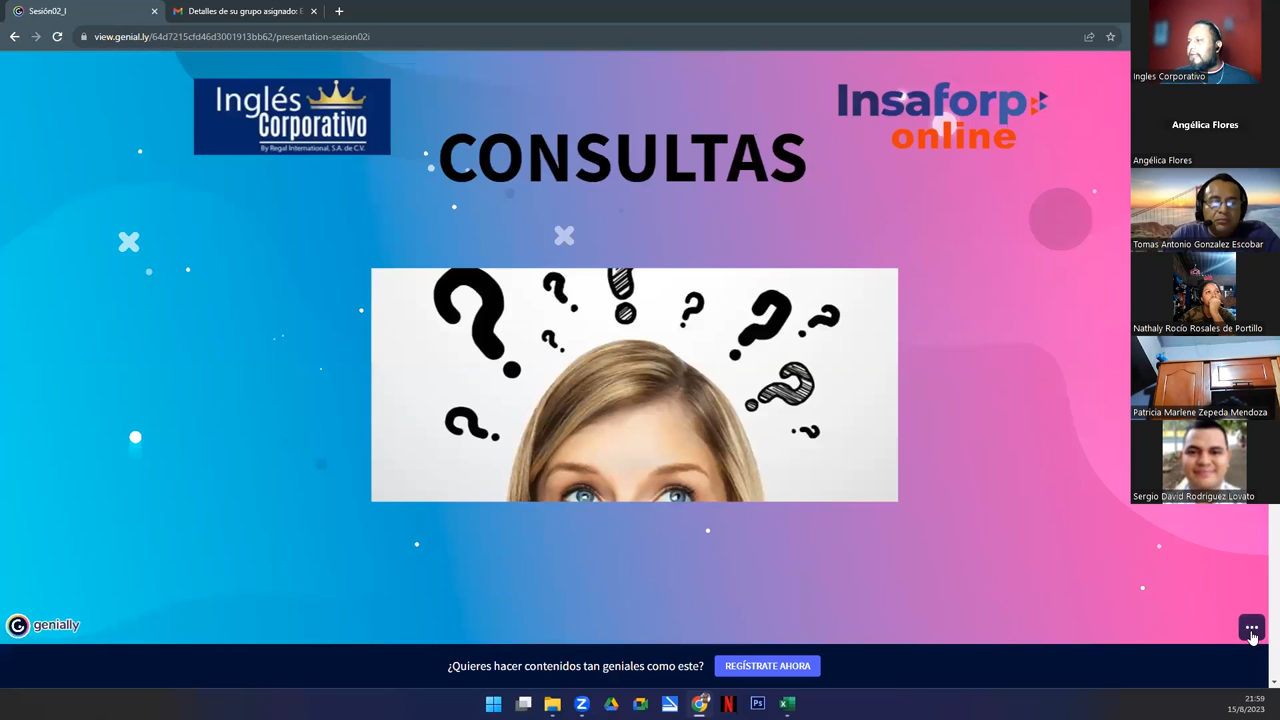 Sesión02_I
Detalles de su grupo asignado: E
view.genial.ly/64d7215cfd46d3001913bb62/presentation-sesion02i
Inglés
Corporativo
By Regal International, S.A. de C.V.
Insaforp
online
CONSULTAS
genially
¿Quieres hacer contenidos tan geniales como este?
REGÍSTRATE AHORA
Ingles Corporativo
Angélica Flores
Angélica Flores
Tomas Antonio Gonzalez Escobar
Nathaly Rocío Rosales de Portillo
Patricia Marlene Zepeda Mendoza
Sergio David Rodriguez Lovato
21:59
15/8/2023